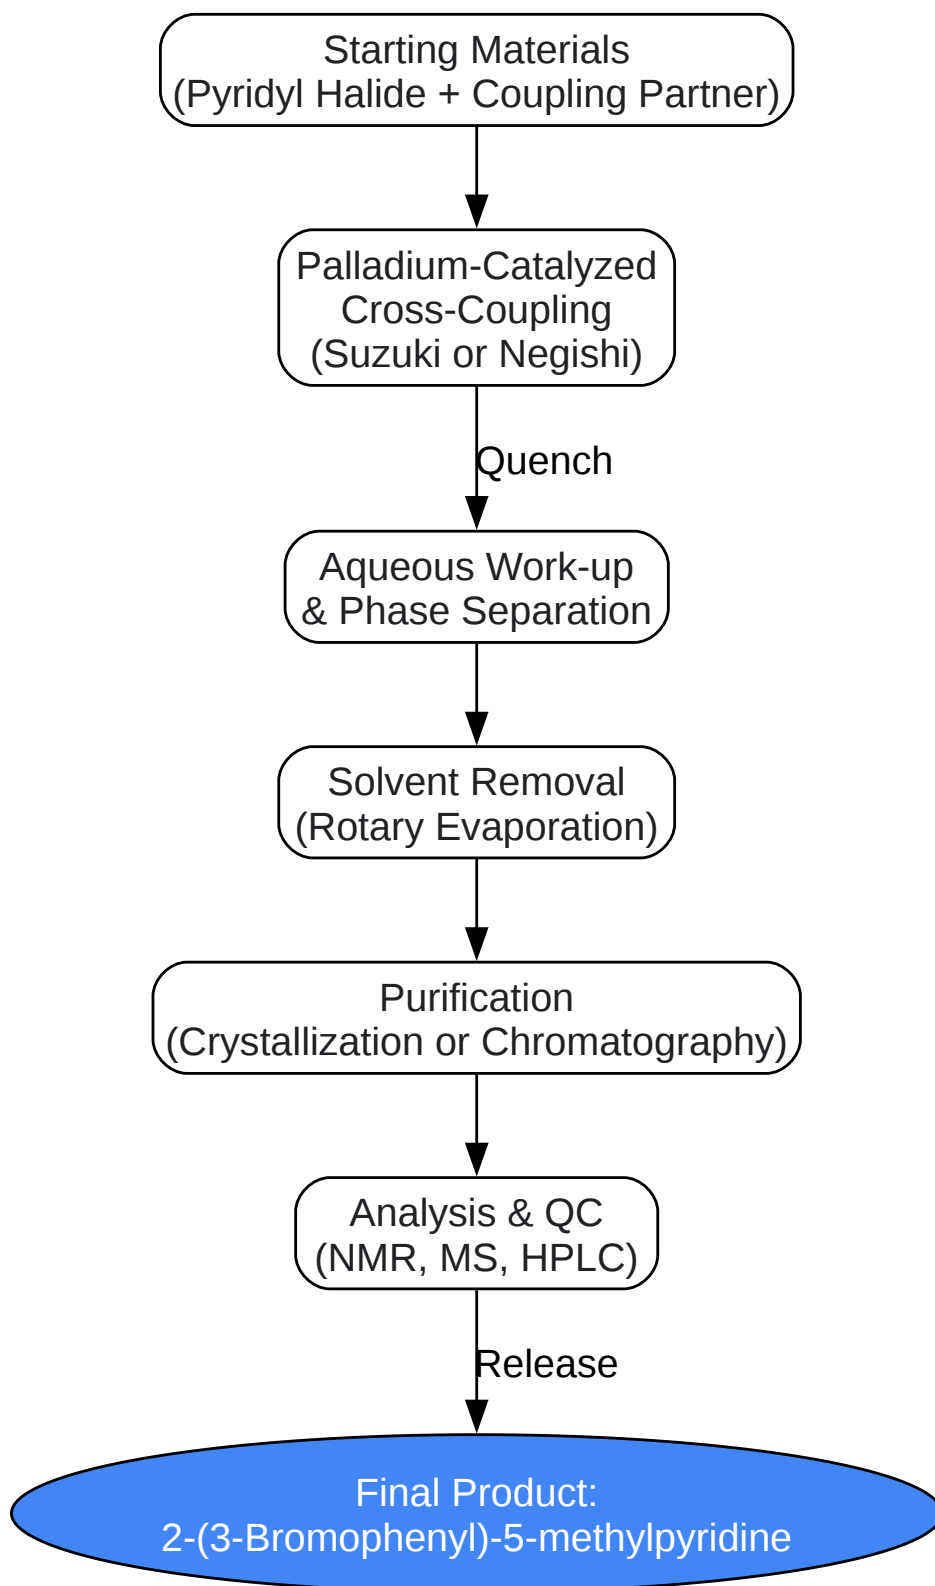 Starting Materials
(Pyridyl Halide + Coupling Partner)
Palladium-Catalyzed
Cross-Coupling
(Suzuki or Negishi)
Quench
Aqueous Work-up
& Phase Separation
Solvent Removal
(Rotary Evaporation)
Purification
(Crystallization or Chromatography)
Analysis & QC
(NMR, MS, HPLC)
Release
Final Product:
2-(3-Bromophenyl)-5-methylpyridine